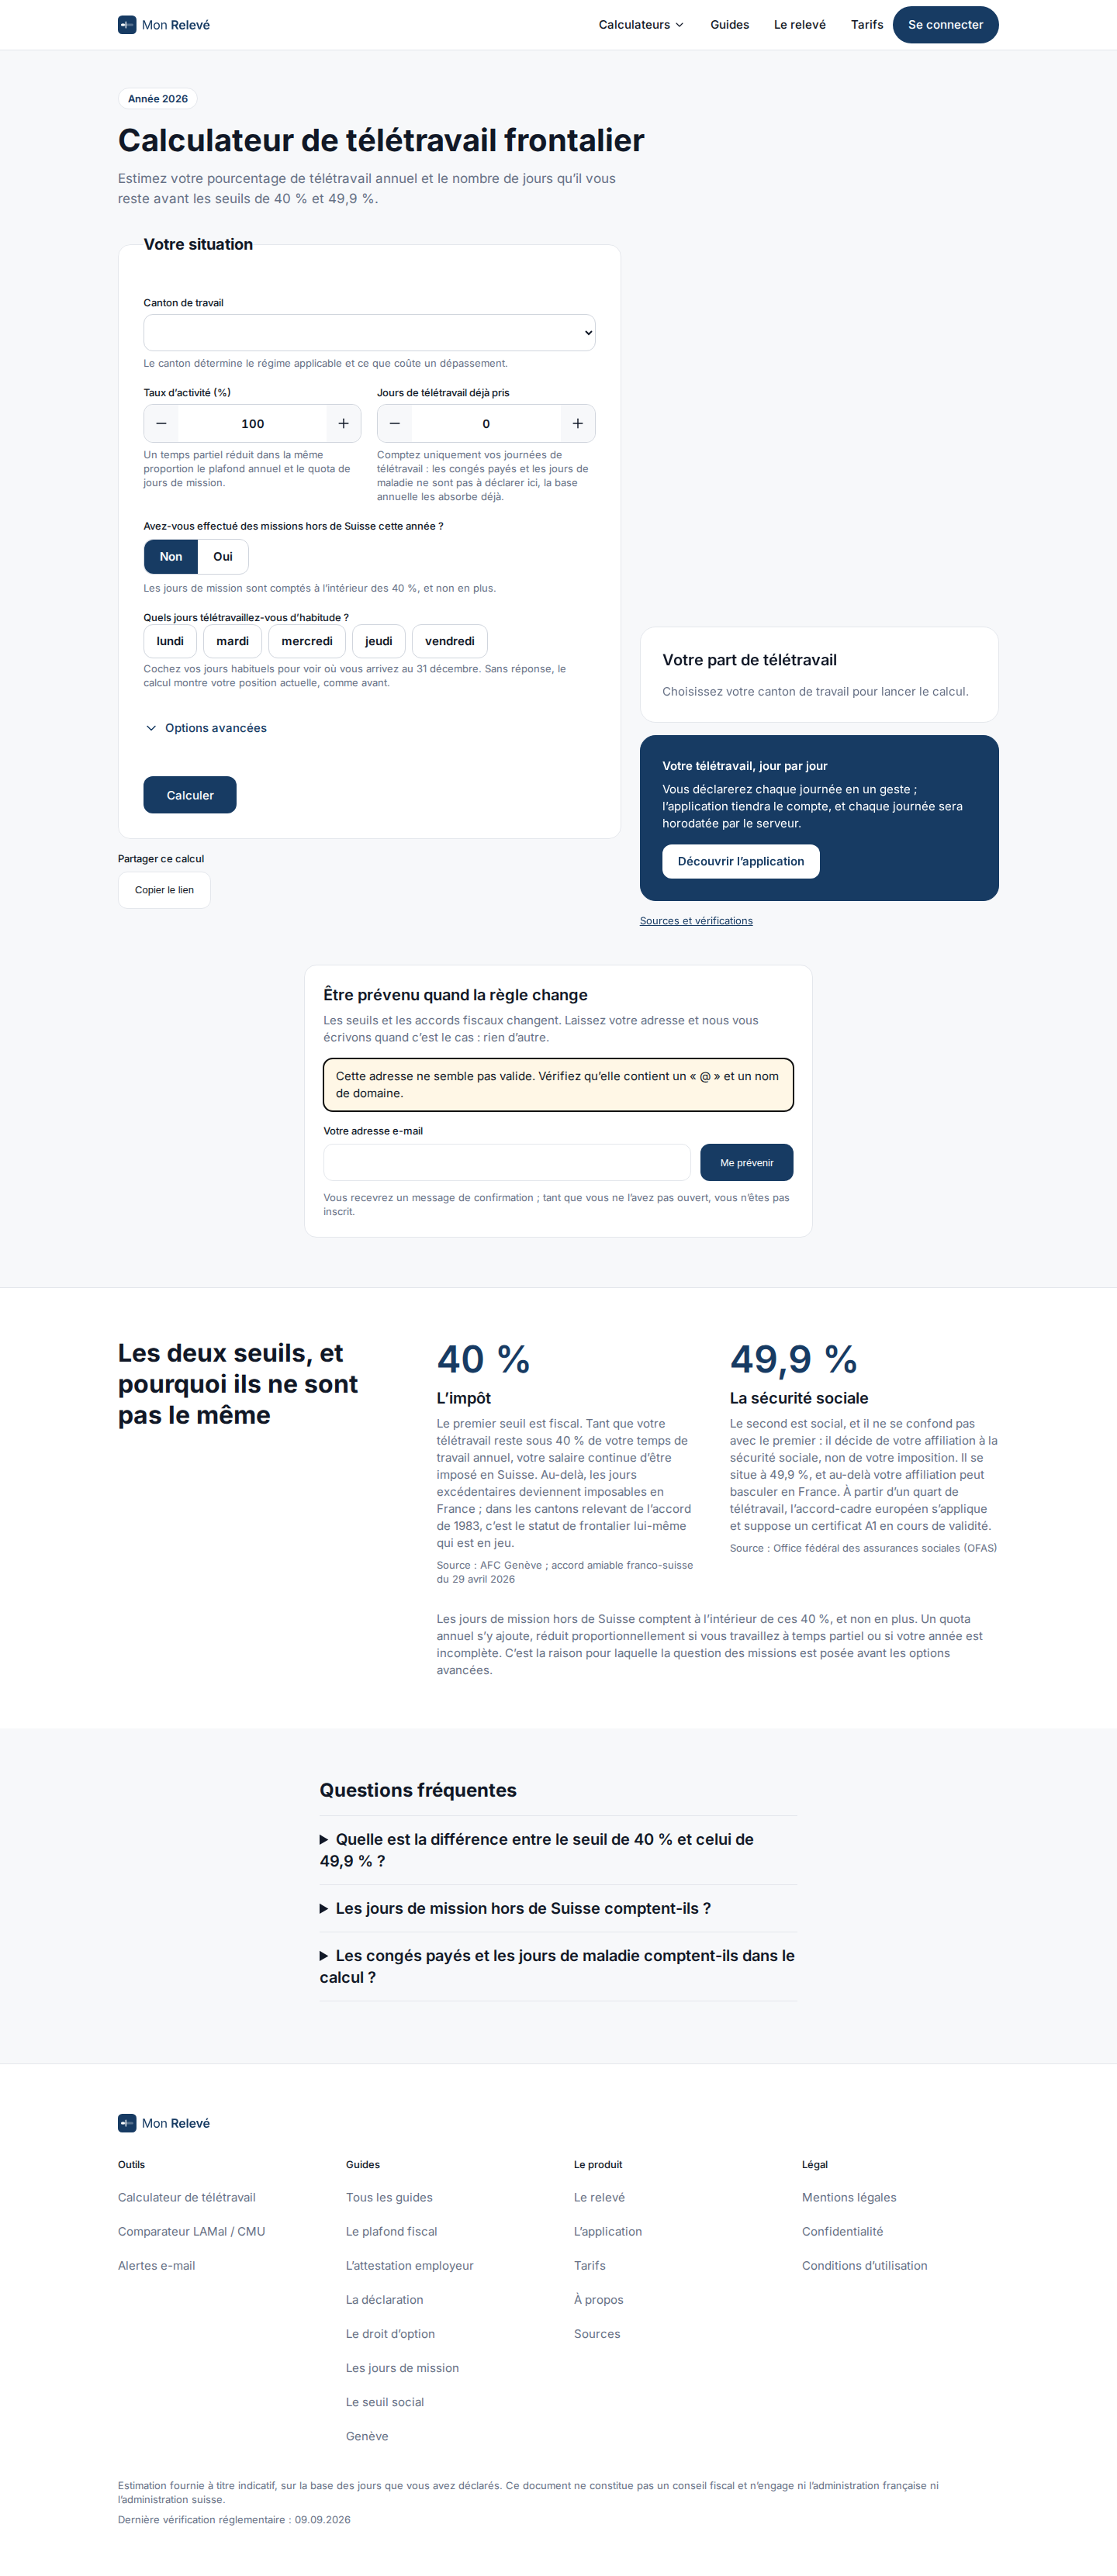 Mon Relevé
Calculateurs
Guides
Le relevé
Tarifs
Se connecter
Année 2026
Calculateur de télétravail frontalier
Estimez votre pourcentage de télétravail annuel et le nombre de jours qu’il vous
reste avant les seuils de 40 % et 49,9 %.
Votre situation
Canton de travail
Le canton détermine le régime applicable et ce que coûte un dépassement.
Taux d’activité (%)
− 100 +
Un temps partiel réduit dans la même
proportion le plafond annuel et le quota de
jours de mission.
Jours de télétravail déjà pris
− 0 +
Comptez uniquement vos journées de
télétravail : les congés payés et les jours de
maladie ne sont pas à déclarer ici, la base
annuelle les absorbe déjà.
Avez-vous effectué des missions hors de Suisse cette année ?
Non Oui
Les jours de mission sont comptés à l’intérieur des 40 %, et non en plus.
Quels jours télétravaillez-vous d’habitude ?
lundi mardi mercredi jeudi vendredi
Cochez vos jours habituels pour voir où vous arrivez au 31 décembre. Sans réponse, le
calcul montre votre position actuelle, comme avant.
Options avancées
Calculer
Partager ce calcul
Copier le lien
Votre part de télétravail
Choisissez votre canton de travail pour lancer le calcul.
Votre télétravail, jour par jour
Vous déclarerez chaque journée en un geste ;
l’application tiendra le compte, et chaque journée sera
horodatée par le serveur.
Découvrir l’application
Sources et vérifications
Être prévenu quand la règle change
Les seuils et les accords fiscaux changent. Laissez votre adresse et nous vous
écrivons quand c’est le cas : rien d’autre.
Cette adresse ne semble pas valide. Vérifiez qu’elle contient un « @ » et un nom
de domaine.
Votre adresse e-mail
Me prévenir
Vous recevrez un message de confirmation ; tant que vous ne l’avez pas ouvert, vous n’êtes pas
inscrit.
Les deux seuils, et
pourquoi ils ne sont
pas le même
40 %
L’impôt
Le premier seuil est fiscal. Tant que votre
télétravail reste sous 40 % de votre temps de
travail annuel, votre salaire continue d’être
imposé en Suisse. Au-delà, les jours
excédentaires deviennent imposables en
France ; dans les cantons relevant de l’accord
de 1983, c’est le statut de frontalier lui-même
qui est en jeu.
Source : AFC Genève ; accord amiable franco-suisse
du 29 avril 2026
49,9 %
La sécurité sociale
Le second est social, et il ne se confond pas
avec le premier : il décide de votre affiliation à la
sécurité sociale, non de votre imposition. Il se
situe à 49,9 %, et au-delà votre affiliation peut
basculer en France. À partir d’un quart de
télétravail, l’accord-cadre européen s’applique
et suppose un certificat A1 en cours de validité.
Source : Office fédéral des assurances sociales (OFAS)
Les jours de mission hors de Suisse comptent à l’intérieur de ces 40 %, et non en plus. Un quota
annuel s’y ajoute, réduit proportionnellement si vous travaillez à temps partiel ou si votre année est
incomplète. C’est la raison pour laquelle la question des missions est posée avant les options
avancées.
Questions fréquentes
Quelle est la différence entre le seuil de 40 % et celui de
49,9 % ?
Les jours de mission hors de Suisse comptent-ils ?
Les congés payés et les jours de maladie comptent-ils dans le
calcul ?
Mon Relevé
Outils
Calculateur de télétravail
Comparateur LAMal / CMU
Alertes e-mail
Guides
Tous les guides
Le plafond fiscal
L’attestation employeur
La déclaration
Le droit d’option
Les jours de mission
Le seuil social
Genève
Le produit
Le relevé
L’application
Tarifs
À propos
Sources
Légal
Mentions légales
Confidentialité
Conditions d’utilisation
Estimation fournie à titre indicatif, sur la base des jours que vous avez déclarés. Ce document ne constitue pas un conseil fiscal et n’engage ni l’administration française ni
l’administration suisse.
Dernière vérification réglementaire : 09.09.2026